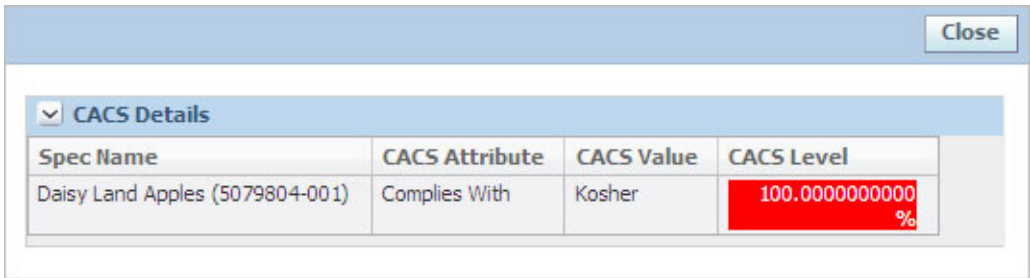 Close
CACS Details
Spec Name CACS Attribute CACS Value CACS Level
Daisy Land Apples (5079804-001) Complies With Kosher 100.0000000000
%